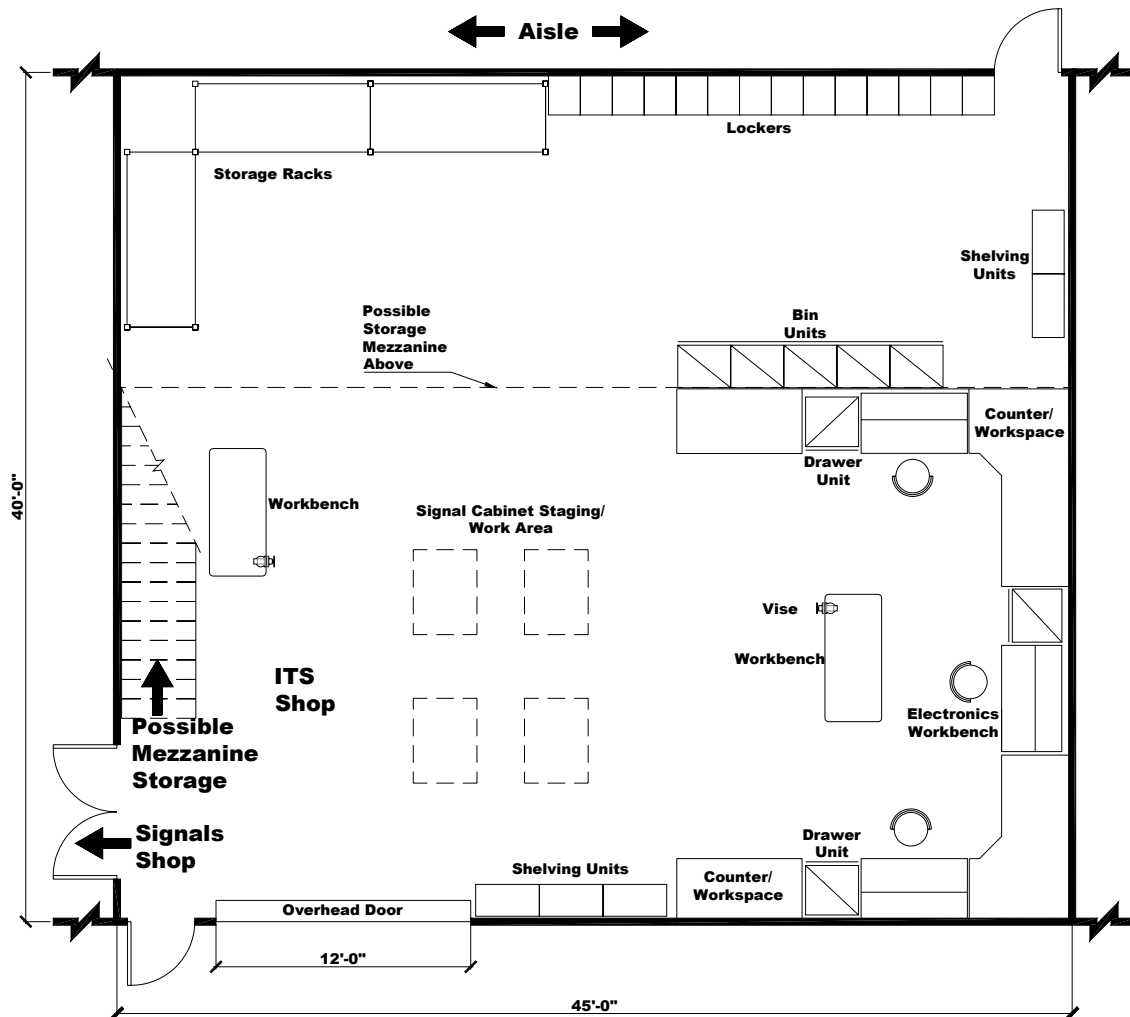 Aisle
Lockers
Storage Racks
Shelving
Units
Possible
Storage
Mezzanine
Above
Bin
Units
Counter/
Workspace
Drawer
Unit
40'-0"
Workbench
Signal Cabinet Staging/
Work Area
Vise
Workbench
ITS
Shop
Electronics
Workbench
Possible
Mezzanine
Storage
Signals
Shop
Drawer
Unit
Shelving Units
Counter/
Workspace
Overhead Door
12'-0"
45'-0"